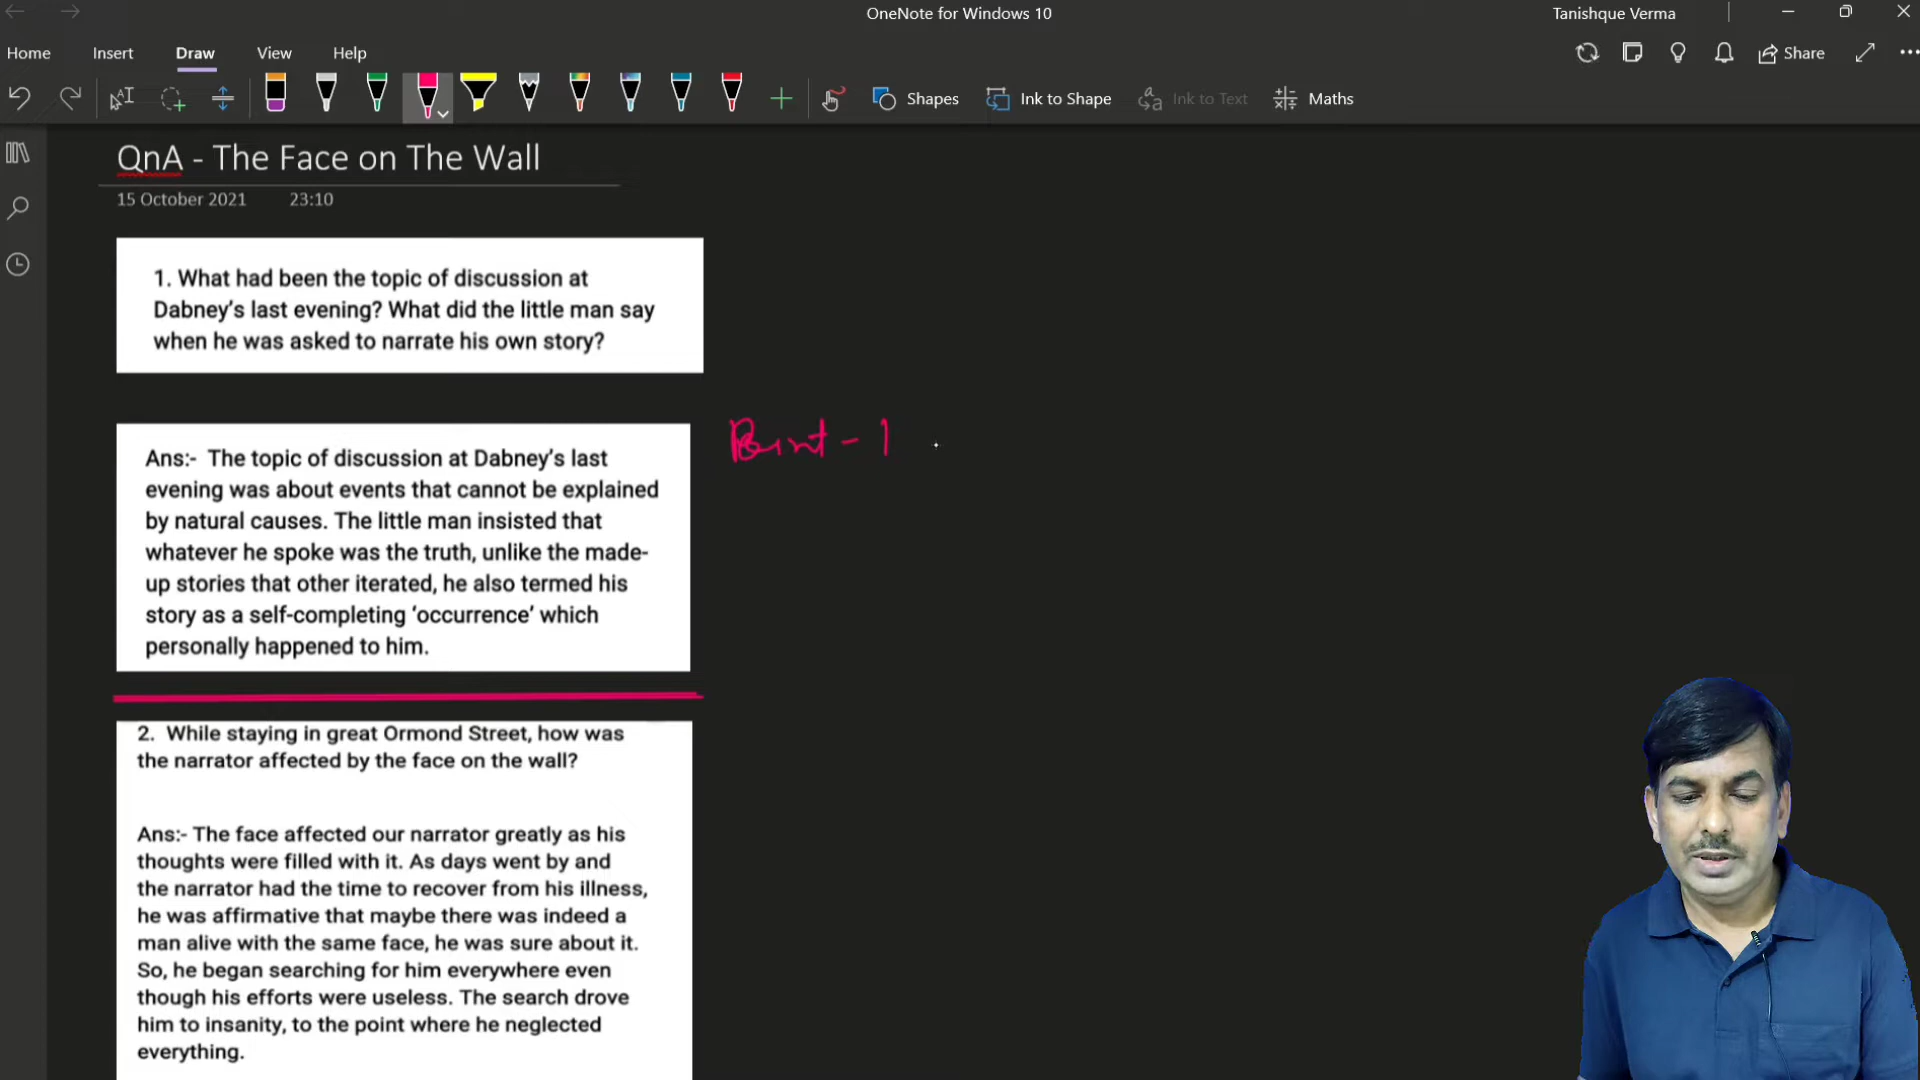 OneNote for Windows 10
Tanishque Verma
Home Insert Draw View Help
Share
Shapes Ink to Shape Ink to Text Maths
QnA - The Face on The Wall
15 October 2021 23:10
1. What had been the topic of discussion at
Dabney’s last evening? What did the little man say
when he was asked to narrate his own story?
Point - 1
Ans:- The topic of discussion at Dabney’s last
evening was about events that cannot be explained
by natural causes. The little man insisted that
whatever he spoke was the truth, unlike the made-
up stories that other iterated, he also termed his
story as a self-completing ‘occurrence’ which
personally happened to him.
2. While staying in great Ormond Street, how was
the narrator affected by the face on the wall?
Ans:- The face affected our narrator greatly as his
thoughts were filled with it. As days went by and
the narrator had the time to recover from his illness,
he was affirmative that maybe there was indeed a
man alive with the same face, he was sure about it.
So, he began searching for him everywhere even
though his efforts were useless. The search drove
him to insanity, to the point where he neglected
everything.